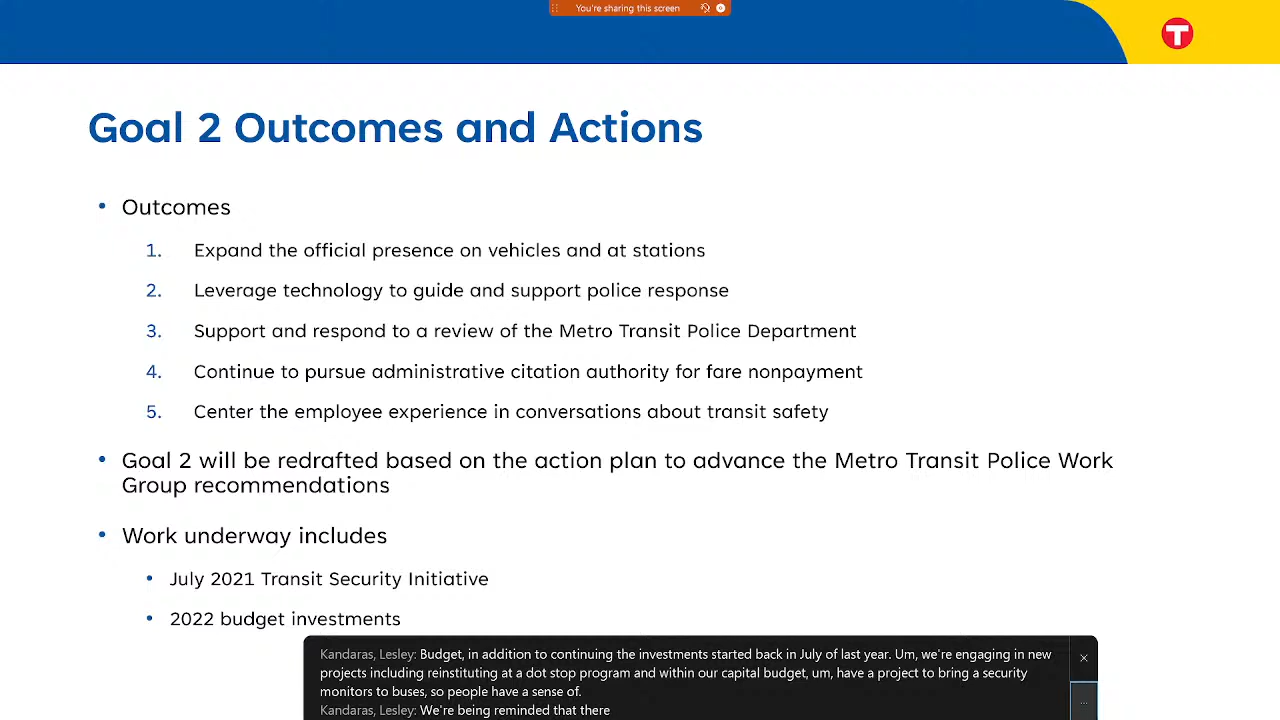 You're sharing this screen
T
Goal 2 Outcomes and Actions
• Outcomes
1. Expand the official presence on vehicles and at stations
2. Leverage technology to guide and support police response
3. Support and respond to a review of the Metro Transit Police Department
4. Continue to pursue administrative citation authority for fare nonpayment
5. Center the employee experience in conversations about transit safety
• Goal 2 will be redrafted based on the action plan to advance the Metro Transit Police Work
Group recommendations
• Work underway includes
• July 2021 Transit Security Initiative
• 2022 budget investments
Kandaras, Lesley: Budget, in addition to continuing the investments started back in July of last year. Um, we're engaging in new
projects including reinstituting at a dot stop program and within our capital budget, um, have a project to bring a security
monitors to buses, so people have a sense of.
Kandaras, Lesley: We're being reminded that there